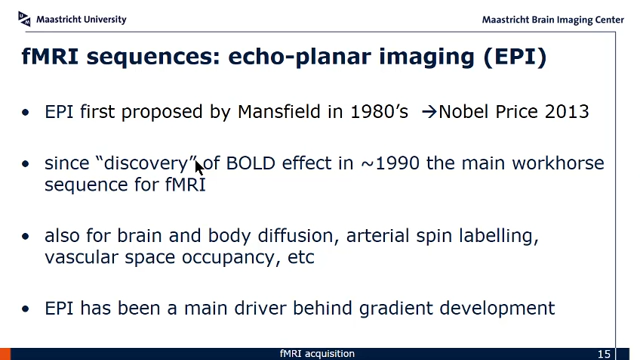 Maastricht University
Maastricht Brain Imaging Center
fMRI sequences: echo-planar imaging (EPI)
• EPI first proposed by Mansfield in 1980's →Nobel Price 2013
• since “discovery” of BOLD effect in ~1990 the main workhorse
sequence for fMRI
• also for brain and body diffusion, arterial spin labelling,
vascular space occupancy, etc
• EPI has been a main driver behind gradient development
fMRI acquisition
15